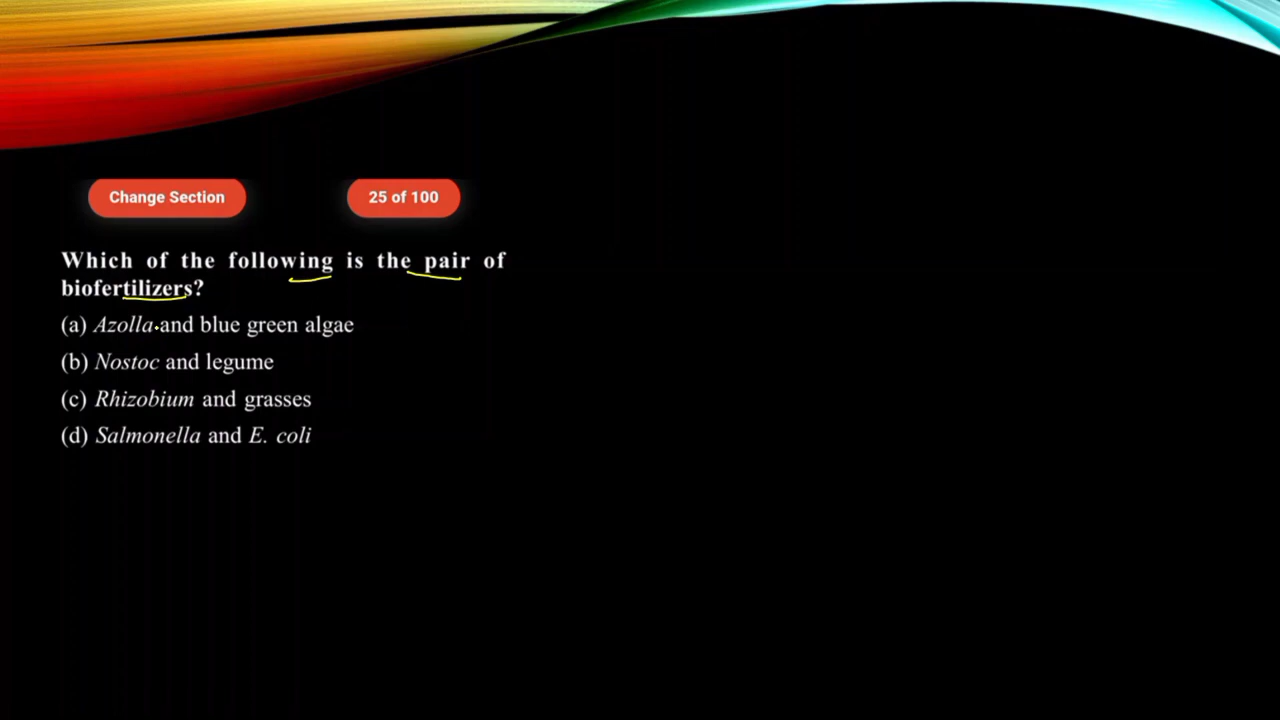 Change Section
25 of 100
Which of the following is the pair of
biofertilizers?
(a) Azolla and blue green algae
(b) Nostoc and legume
(c) Rhizobium and grasses
(d) Salmonella and E. coli